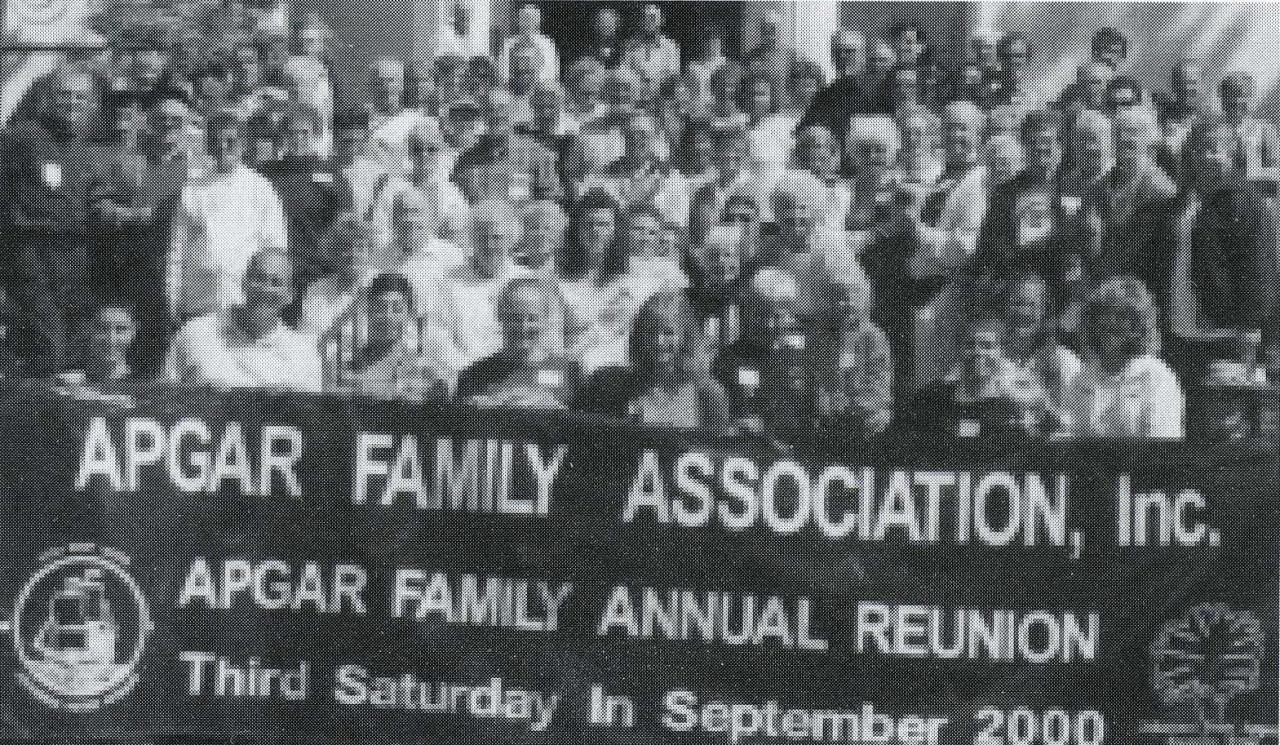 APGAR FAMILY ASSOCIATION, Inc.
APGAR FAMILY ANNUAL REUNION
Third Saturday In September 2000